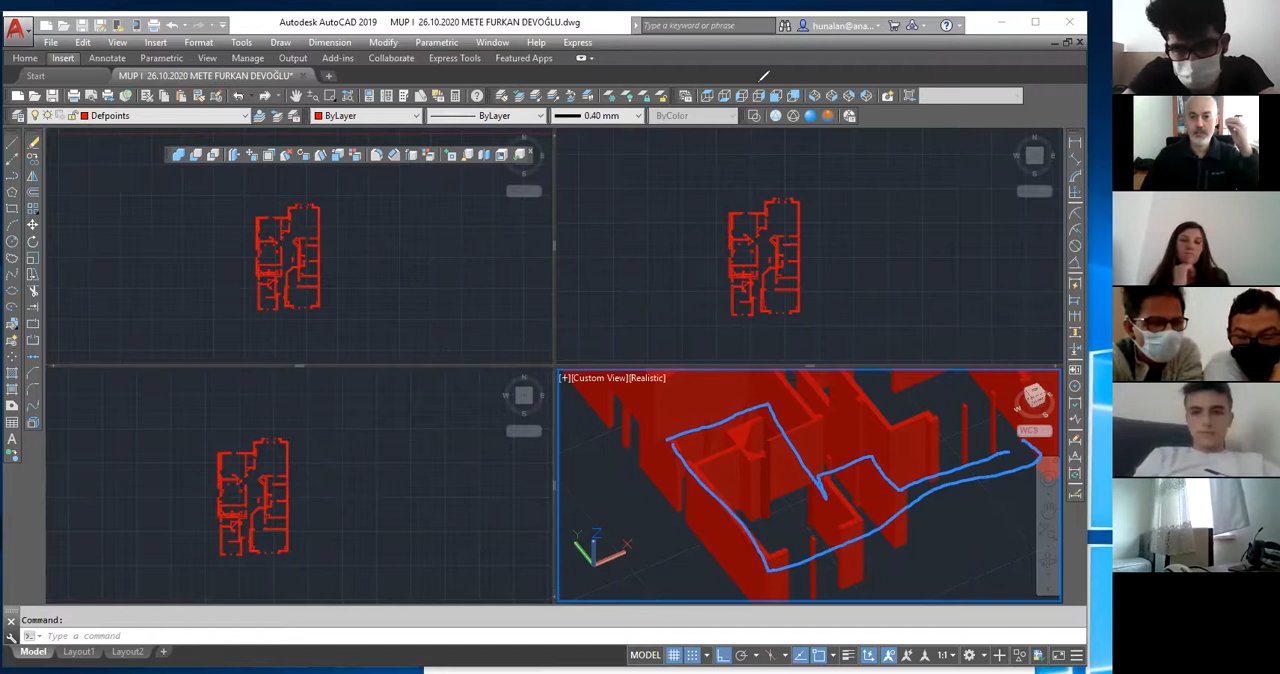 Autodesk AutoCAD 2019 MUP I 26.10.2020 METE FURKAN DEVOĞLU.dwg
Type a keyword or phrase
hunalan@ana...
File Edit View Insert Format Tools Draw Dimension Modify Parametric Window Help Express
Home Insert Annotate Parametric View Manage Output Add-ins Collaborate Express Tools Featured Apps
Start MUP I 26.10.2020 METE FURKAN DEVOĞLU*
Defpoints ByLayer ByLayer 0.40 mm ByColor
[+][Custom View][Realistic]
WCS
Y Z X
Command:
Type a command
Model Layout1 Layout2 +
MODEL 1:1